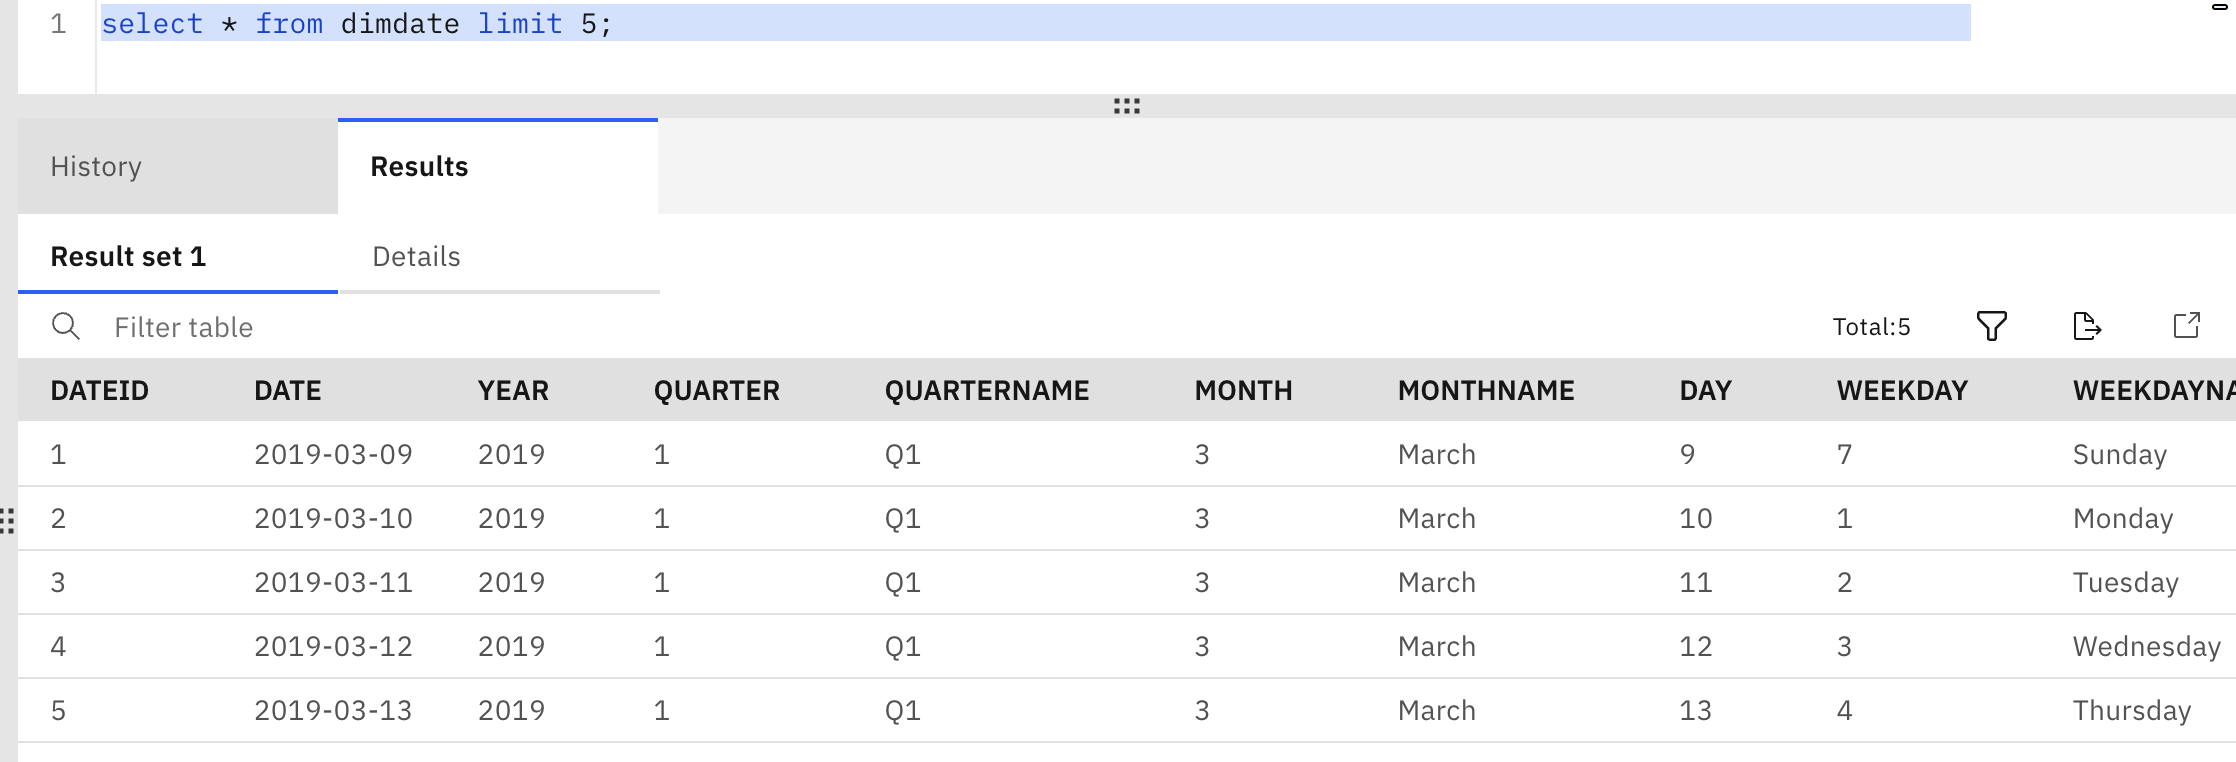 1 select * from dimdate limit 5;
History Results
Result set 1 Details
Filter table Total:5
DATEID DATE YEAR QUARTER QUARTERNAME MONTH MONTHNAME DAY WEEKDAY WEEKDAYNA
1 2019-03-09 2019 1 Q1 3 March 9 7 Sunday
2 2019-03-10 2019 1 Q1 3 March 10 1 Monday
3 2019-03-11 2019 1 Q1 3 March 11 2 Tuesday
4 2019-03-12 2019 1 Q1 3 March 12 3 Wednesday
5 2019-03-13 2019 1 Q1 3 March 13 4 Thursday